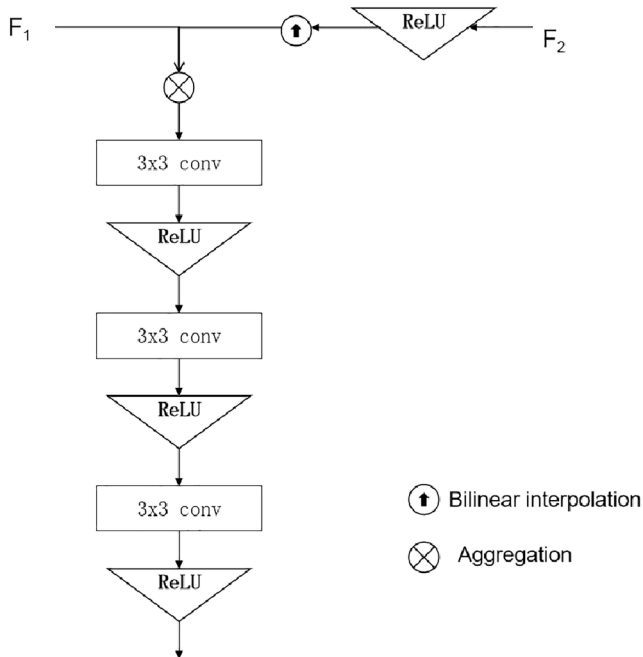 F₁
ReLU
F₂
3x3 conv
ReLU
3x3 conv
ReLU
3x3 conv
Bilinear interpolation
Aggregation
ReLU